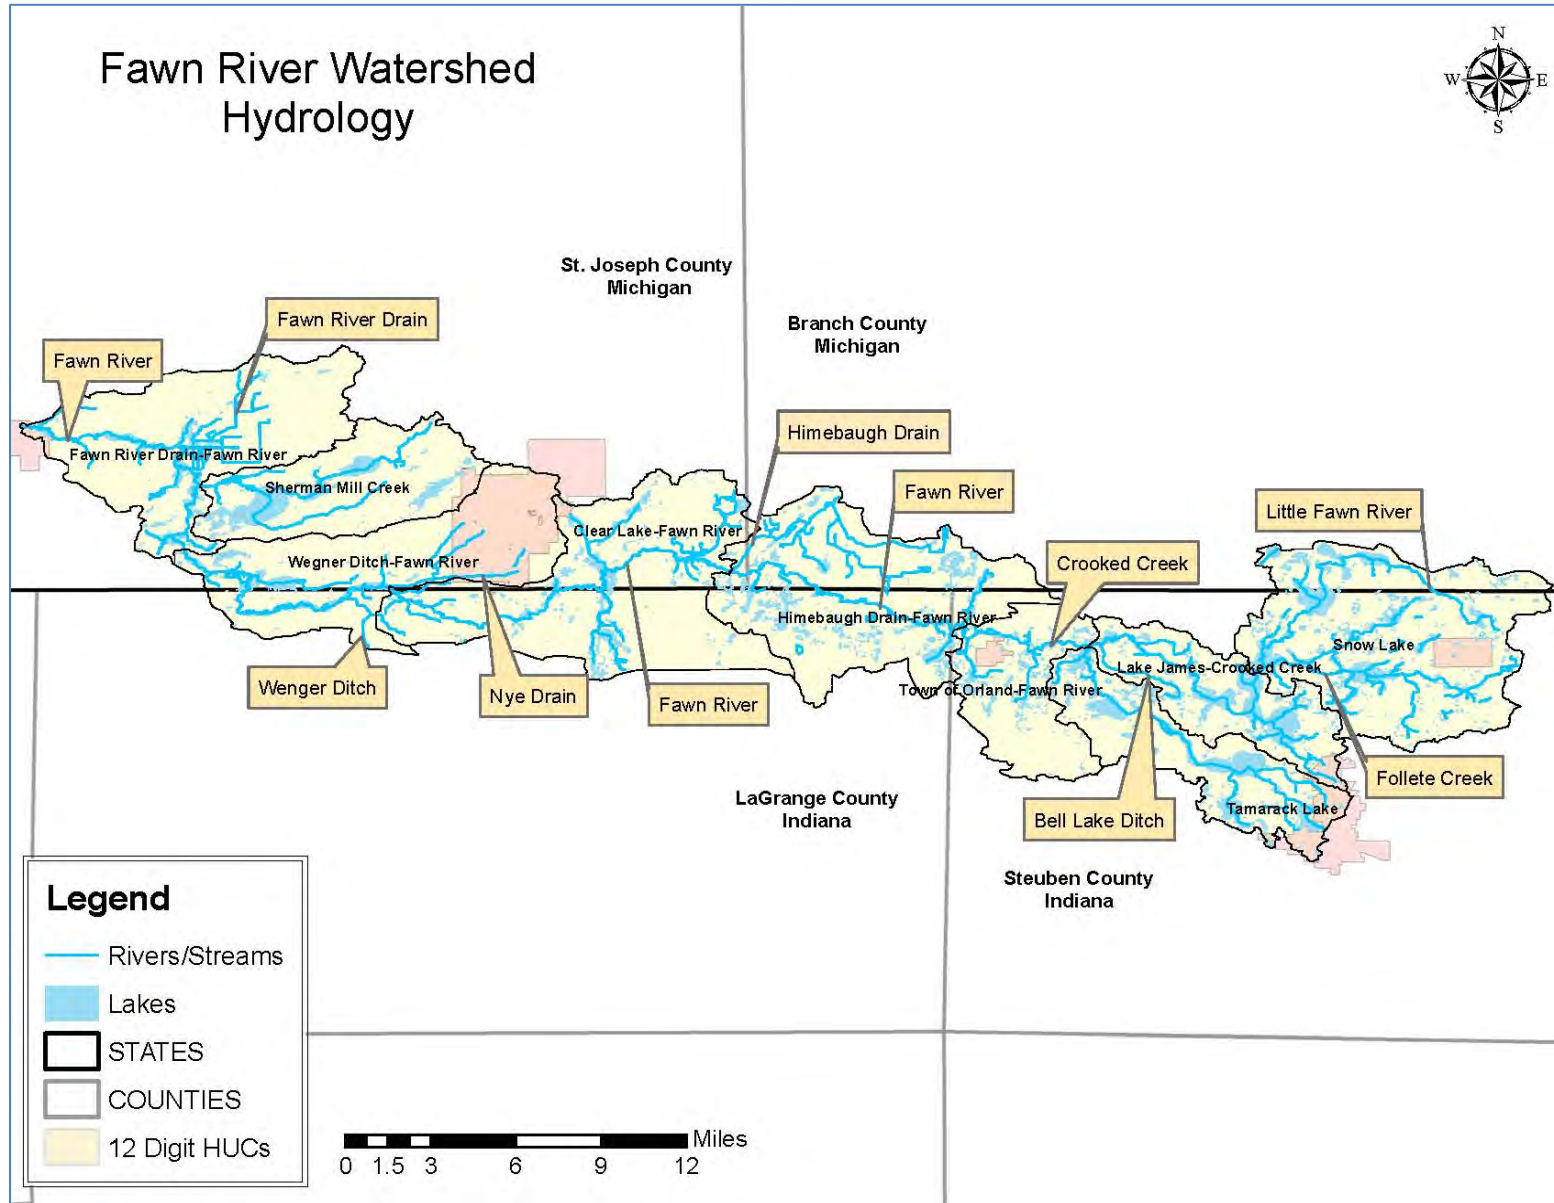 Fawn River Watershed
Hydrology
N
W
E
S
St. Joseph County
Michigan
Branch County
Michigan
Fawn River Drain
Fawn River
Himebaugh Drain
Fawn River
Little Fawn River
Crooked Creek
Fawn River Drain-Fawn River
Sherman Mill Creek
Clear Lake-Fawn River
Wegner Ditch-Fawn River
Himebaugh Drain-Fawn River
Snow Lake
Lake James-Crooked Creek
Town of Orland-Fawn River
Wenger Ditch
Nye Drain
Fawn River
Follete Creek
Bell Lake Ditch
Tamarack Lake
LaGrange County
Indiana
Steuben County
Indiana
Legend
Rivers/Streams
Lakes
STATES
COUNTIES
12 Digit HUCs
Miles
0 1.5 3 6 9 12